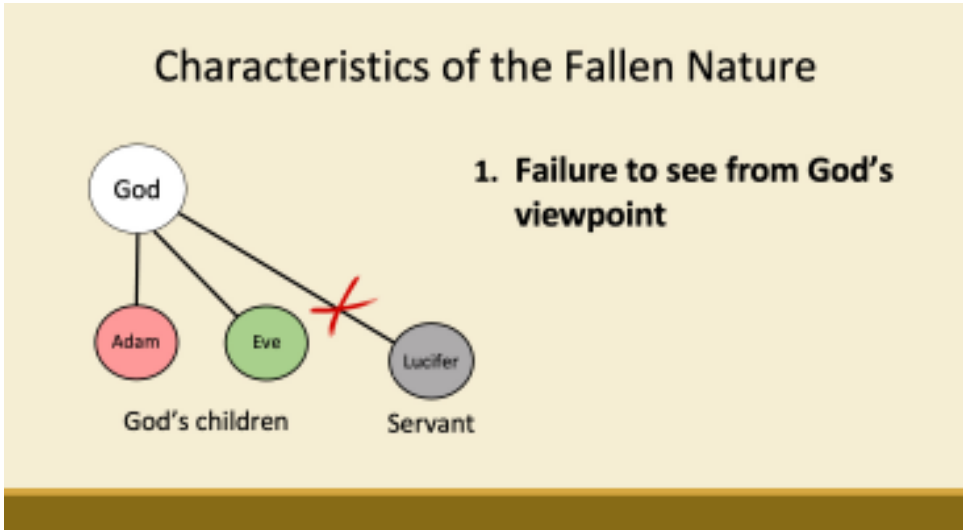 Characteristics of the Fallen Nature
God
1. Failure to see from God's
viewpoint
Adam
Eve
Lucifer
God's children
Servant